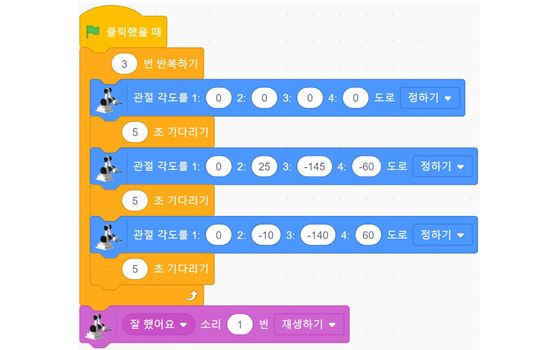 클릭했을 때
3 번 반복하기
관절 각도를 1: 0 2: 0 3: 0 4: 0 도로 정하기
5 초 기다리기
관절 각도를 1: 0 2: 25 3: -145 4: -60 도로 정하기
5 초 기다리기
관절 각도를 1: 0 2: -10 3: -140 4: 60 도로 정하기
5 초 기다리기
잘 했어요 소리 1 번 재생하기